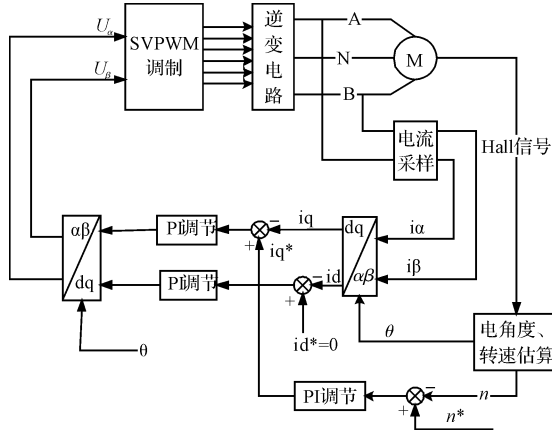 Uα
SVPWM
调制
Uβ
逆
变
电
路
A
N
B
M
电流
采样
Hall信号
αβ
dq
PI调节
−
+
iq
iq*
dq
αβ
iα
iβ
PI调节
−
+
id
id*=0
θ
θ
电角度、
转速估算
PI调节
−
+
n
n*